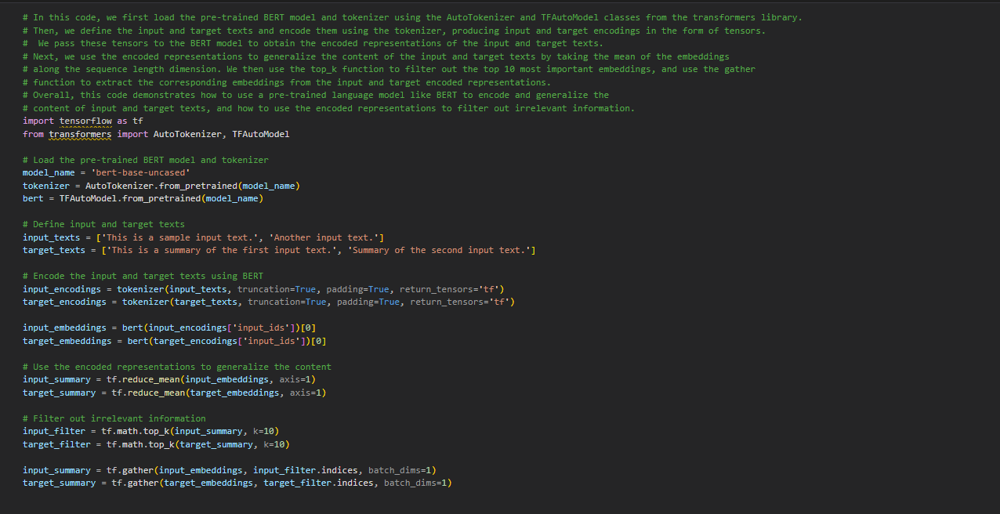 # In this code, we first load the pre-trained BERT model and tokenizer using the AutoTokenizer and TFAutoModel classes from the transformers library.
# Then, we define the input and target texts and encode them using the tokenizer, producing input and target encodings in the form of tensors.
#  We pass these tensors to the BERT model to obtain the encoded representations of the input and target texts.
# Next, we use the encoded representations to generalize the content of the input and target texts by taking the mean of the embeddings
# along the sequence length dimension. We then use the top_k function to filter out the top 10 most important embeddings, and use the gather
# function to extract the corresponding embeddings from the input and target encoded representations.
# Overall, this code demonstrates how to use a pre-trained language model like BERT to encode and generalize the
# content of input and target texts, and how to use the encoded representations to filter out irrelevant information.
import tensorflow as tf
from transformers import AutoTokenizer, TFAutoModel

# Load the pre-trained BERT model and tokenizer
model_name = 'bert-base-uncased'
tokenizer = AutoTokenizer.from_pretrained(model_name)
bert = TFAutoModel.from_pretrained(model_name)

# Define input and target texts
input_texts = ['This is a sample input text.', 'Another input text.']
target_texts = ['This is a summary of the first input text.', 'Summary of the second input text.']

# Encode the input and target texts using BERT
input_encodings = tokenizer(input_texts, truncation=True, padding=True, return_tensors='tf')
target_encodings = tokenizer(target_texts, truncation=True, padding=True, return_tensors='tf')

input_embeddings = bert(input_encodings['input_ids'])[0]
target_embeddings = bert(target_encodings['input_ids'])[0]

# Use the encoded representations to generalize the content
input_summary = tf.reduce_mean(input_embeddings, axis=1)
target_summary = tf.reduce_mean(target_embeddings, axis=1)

# Filter out irrelevant information
input_filter = tf.math.top_k(input_summary, k=10)
target_filter = tf.math.top_k(target_summary, k=10)

input_summary = tf.gather(input_embeddings, input_filter.indices, batch_dims=1)
target_summary = tf.gather(target_embeddings, target_filter.indices, batch_dims=1)